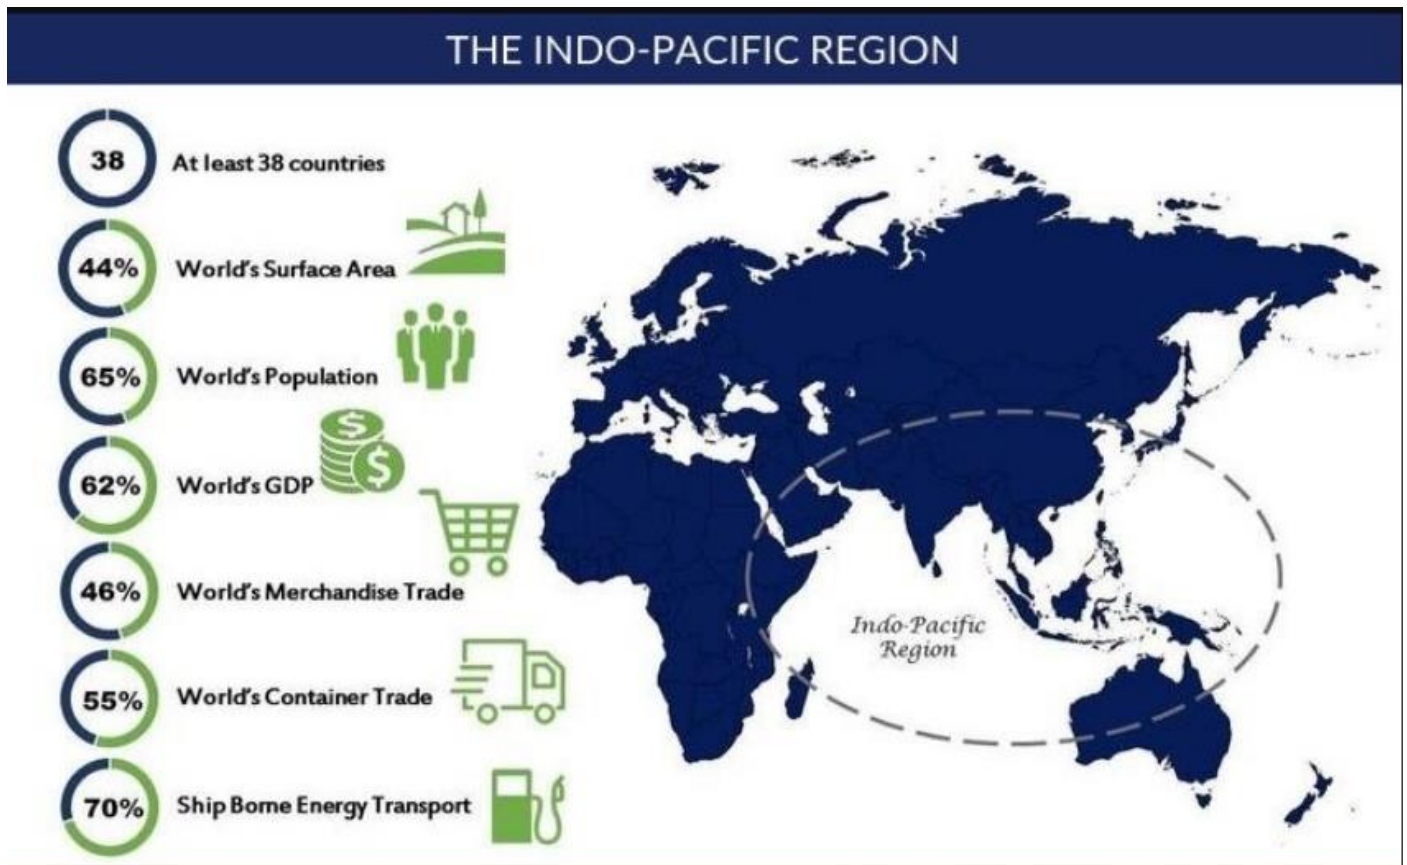 THE INDO-PACIFIC REGION
38
At least 38 countries
44%
World's Surface Area
65%
World's Population
62%
World's GDP
46%
World's Merchandise Trade
55%
World's Container Trade
70%
Ship Borne Energy Transport
$
$
Indo-Pacific
Region